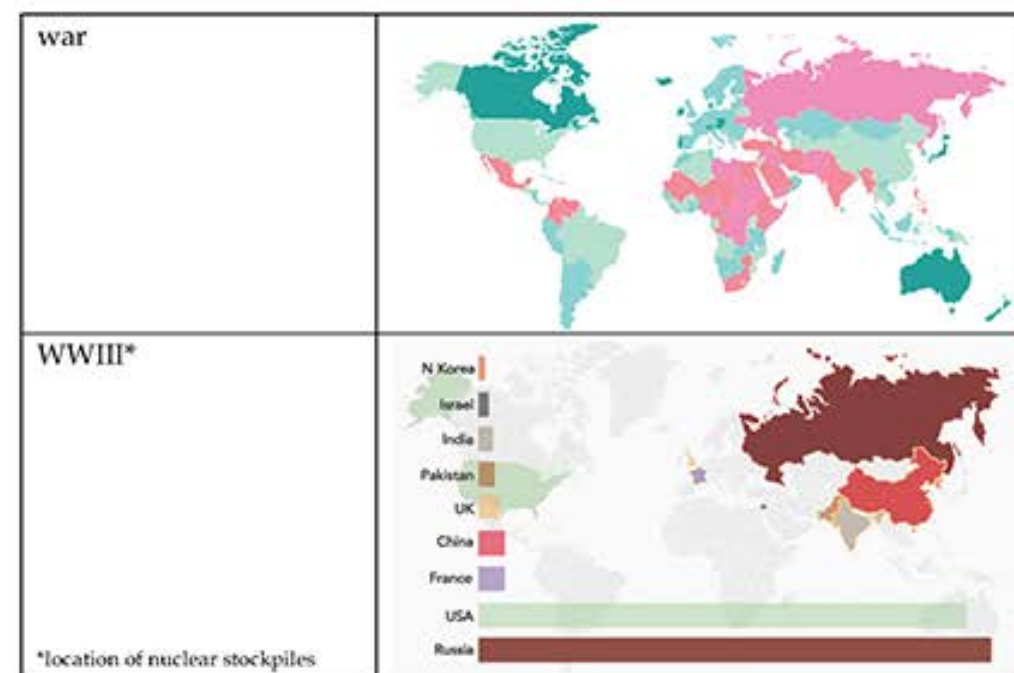 war
WWIII*
*location of nuclear stockpiles
N Korea
Israel
India
Pakistan
UK
China
France
USA
Russia